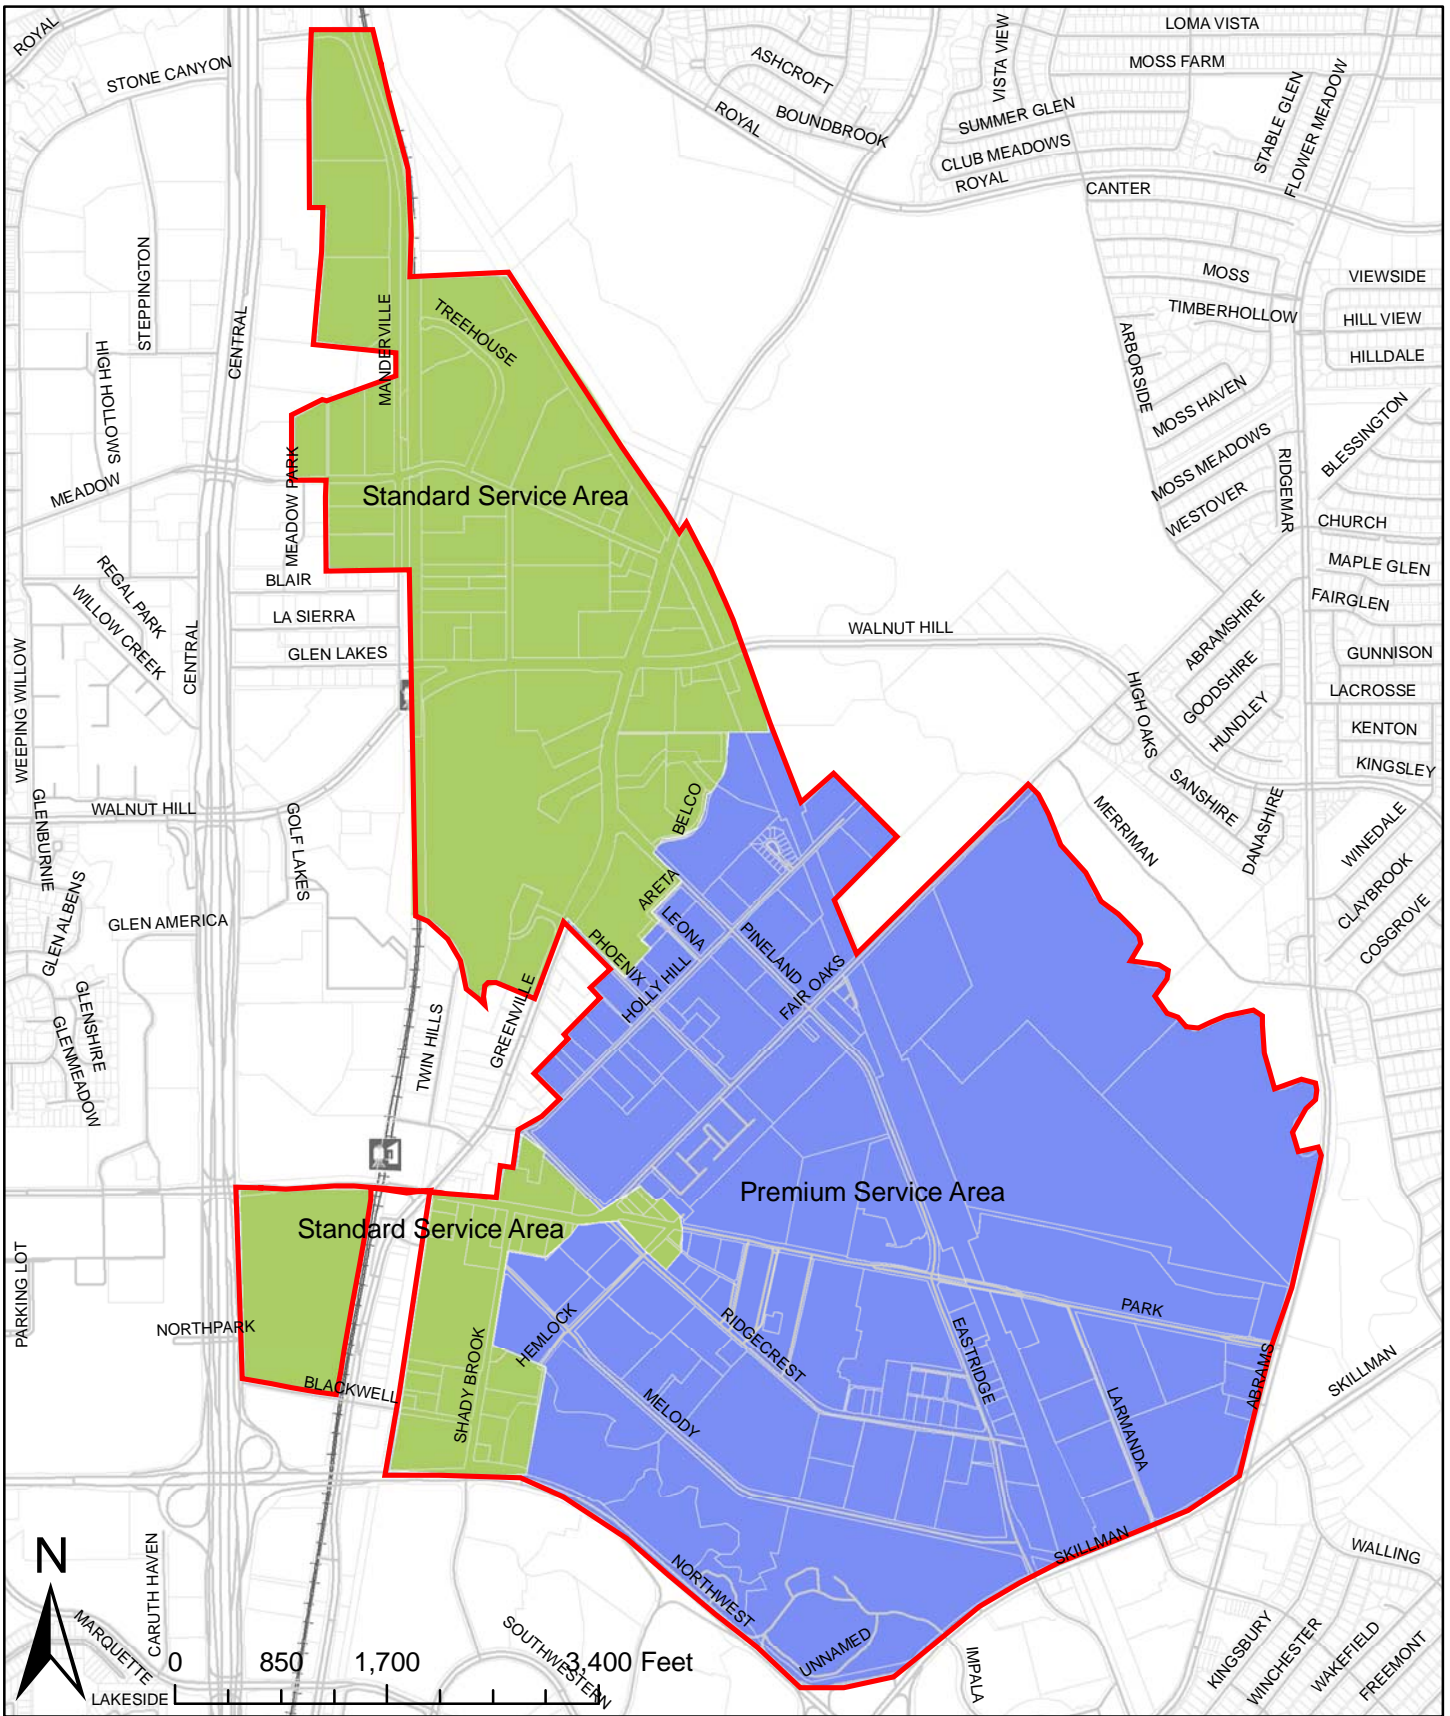 ROYAL
STONE CANYON
ASHCROFT
ROYAL
BOUNDBROOK
VISTA VIEW
LOMA VISTA
MOSS FARM
SUMMER GLEN
CLUB MEADOWS
ROYAL
CANTER
STABLE GLEN
FLOWER MEADOW
STEPPINGTON
CENTRAL
MANDERVILLE
TREEHOUSE
MOSS
VIEWSIDE
TIMBERHOLLOW
HILL VIEW
HILLDALE
ARBORSIDE
MOSS HAVEN
HIGH HOLLOWS
MEADOW
MEADOW PARK
Standard Service Area
MOSS MEADOWS
WESTOVER
RIDGEMAR
BLESSINGTON
CHURCH
MAPLE GLEN
FAIRGLEN
REGAL PARK
WILLOW CREEK
BLAIR
LA SIERRA
GLEN LAKES
CENTRAL
WALNUT HILL
ABRAMSHIRE
GOODSHIRE
HUNDLEY
GUNNISON
LACROSSE
KENTON
KINGSLEY
WEEPING WILLOW
HIGH OAKS
SANSHIRE
DANASHIRE
MERRIMAN
WINEDALE
CLAYBROOK
COSGROVE
WALNUT HILL
GLENBURNIE
GOLF LAKES
BELCO
GLEN ALBENS
GLEN AMERICA
ARETA
LEONA
PHOENIX
HOLLY HILL
PINELAND
FAIR OAKS
GLENSHIRE
GLENMEADOW
TWIN HILLS
GREENVILLE
Premium Service Area
Standard Service Area
PARKING LOT
NORTHPARK
BLACKWELL
SHADY BROOK
HEMLOCK
RIDGECREST
MELODY
EASTRIDGE
PARK
LARMANDA
ABRAMS
SKILLMAN
SKILLMAN
NORTHWEST
UNNAMED
WALLING
N
CARUTH HAVEN
MARQUETTE
LAKESIDE
0 850 1,700 3,400 Feet
SOUTHWESTERN
IMPALA
KINGSBURY
WINCHESTER
WAKEFIELD
FREEMONT